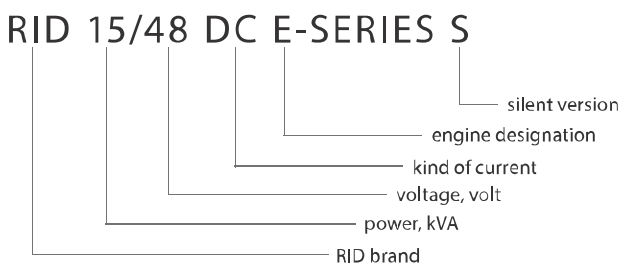 RID 15/48 DC E-SERIES S
silent version
engine designation
kind of current
voltage, volt
power, kVA
RID brand